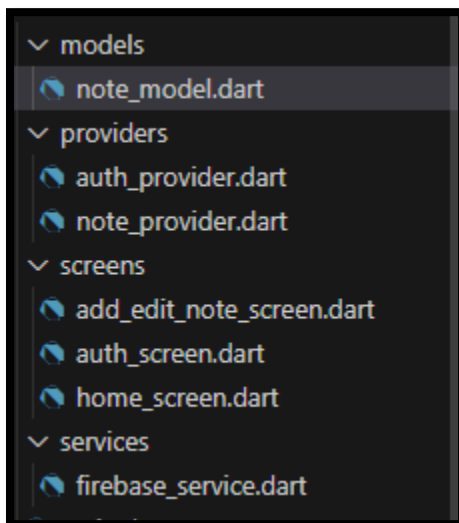 models
note_model.dart
providers
auth_provider.dart
note_provider.dart
screens
add_edit_note_screen.dart
auth_screen.dart
home_screen.dart
services
firebase_service.dart